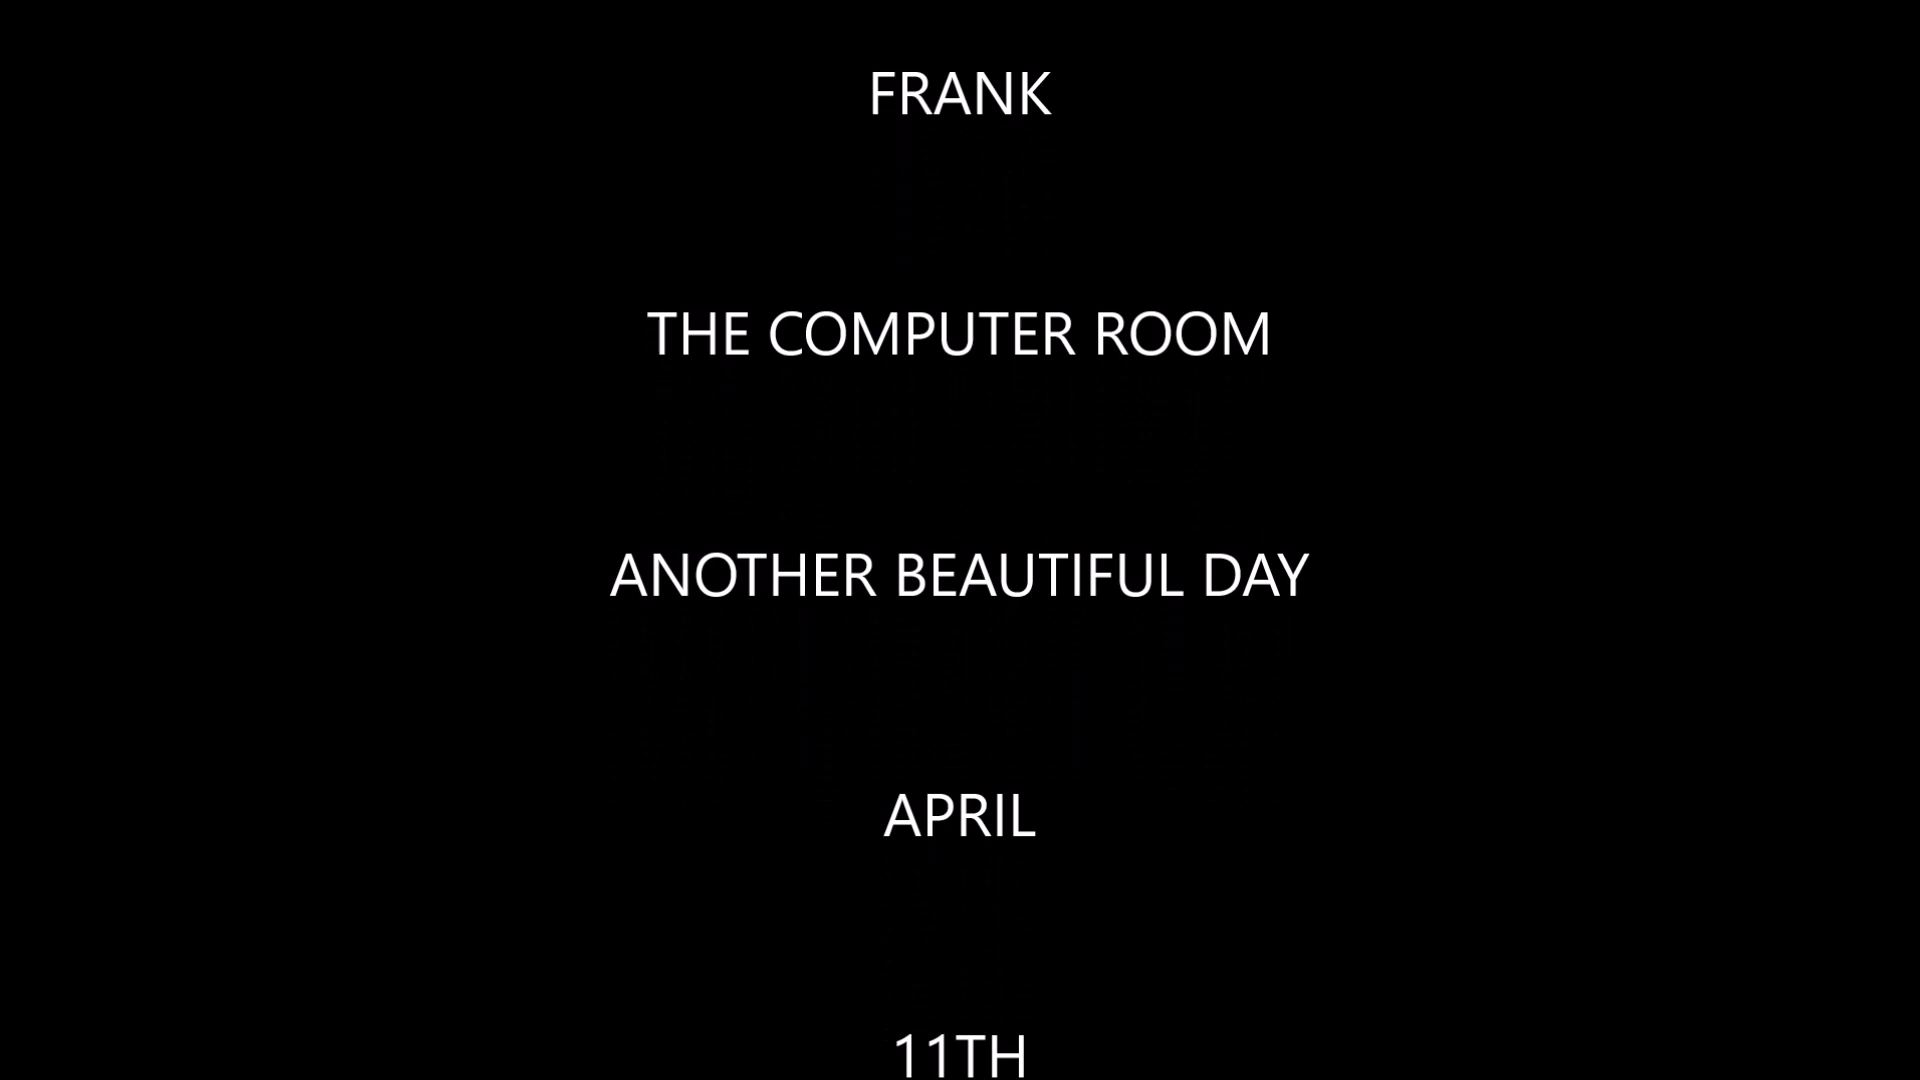 FRANK
THE COMPUTER ROOM
ANOTHER BEAUTIFUL DAY
APRIL
11TH